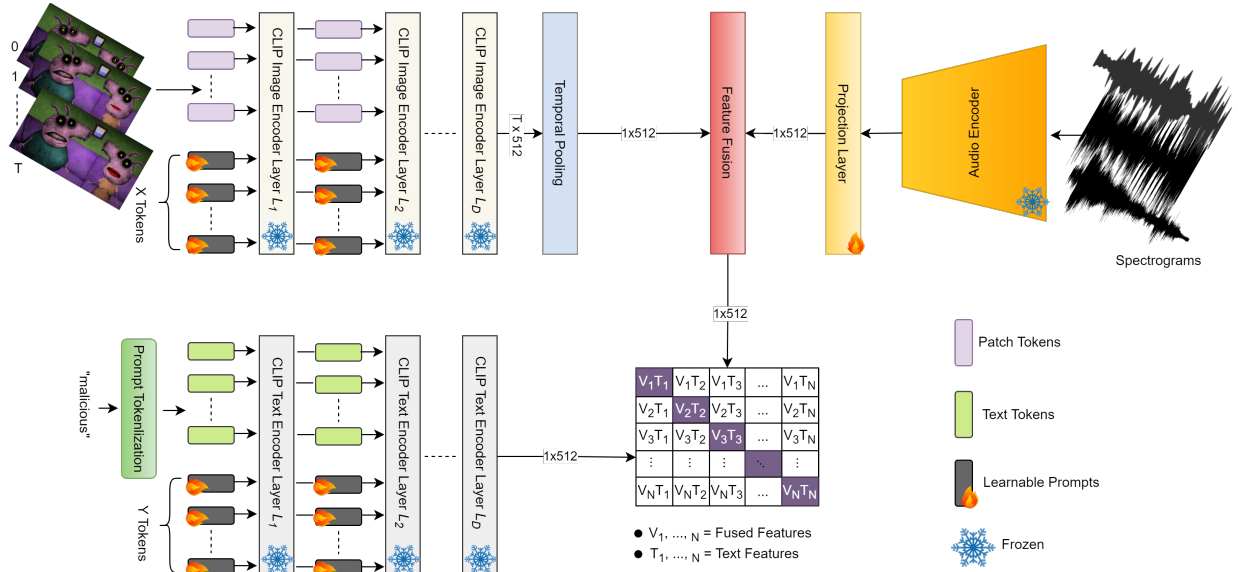 0
1
T
X Tokens
CLIP Image Encoder Layer L1
CLIP Image Encoder Layer L2
CLIP Image Encoder Layer LD
T x 512
Temporal Pooling
1x512
Feature Fusion
1x512
Projection Layer
Audio Encoder
Spectrograms
1x512
"malicious"
Prompt Tokenlization
Y Tokens
CLIP Text Encoder Layer L1
CLIP Text Encoder Layer L2
CLIP Text Encoder Layer LD
1x512
V1T1 V1T2 V1T3 ... V1TN
V2T1 V2T2 V2T3 ... V2TN
V3T1 V3T2 V3T3 ... V3TN
⋮ ⋮ ⋮ ⋱ ⋮
VNT1 VNT2 VNT3 ... VNTN
● V1, ..., N = Fused Features
● T1, ..., N = Text Features
Patch Tokens
Text Tokens
Learnable Prompts
Frozen